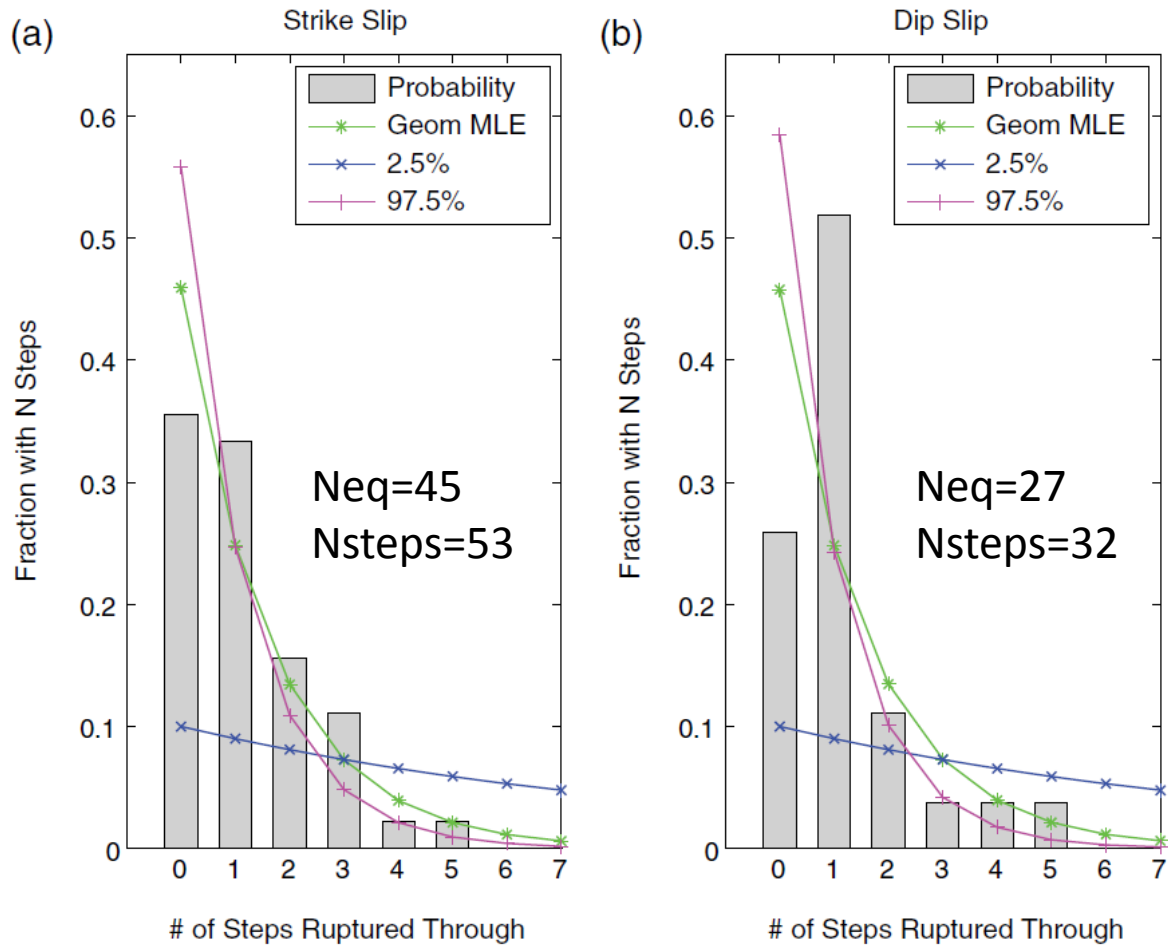 (a)
Strike Slip
Probability
Geom MLE
2.5%
97.5%
Fraction with N Steps
0.6
0.5
0.4
0.3
0.2
0.1
0
Neq=45
Nsteps=53
0 1 2 3 4 5 6 7
# of Steps Ruptured Through
(b)
Dip Slip
Probability
Geom MLE
2.5%
97.5%
Fraction with N Steps
0.6
0.5
0.4
0.3
0.2
0.1
0
Neq=27
Nsteps=32
0 1 2 3 4 5 6 7
# of Steps Ruptured Through